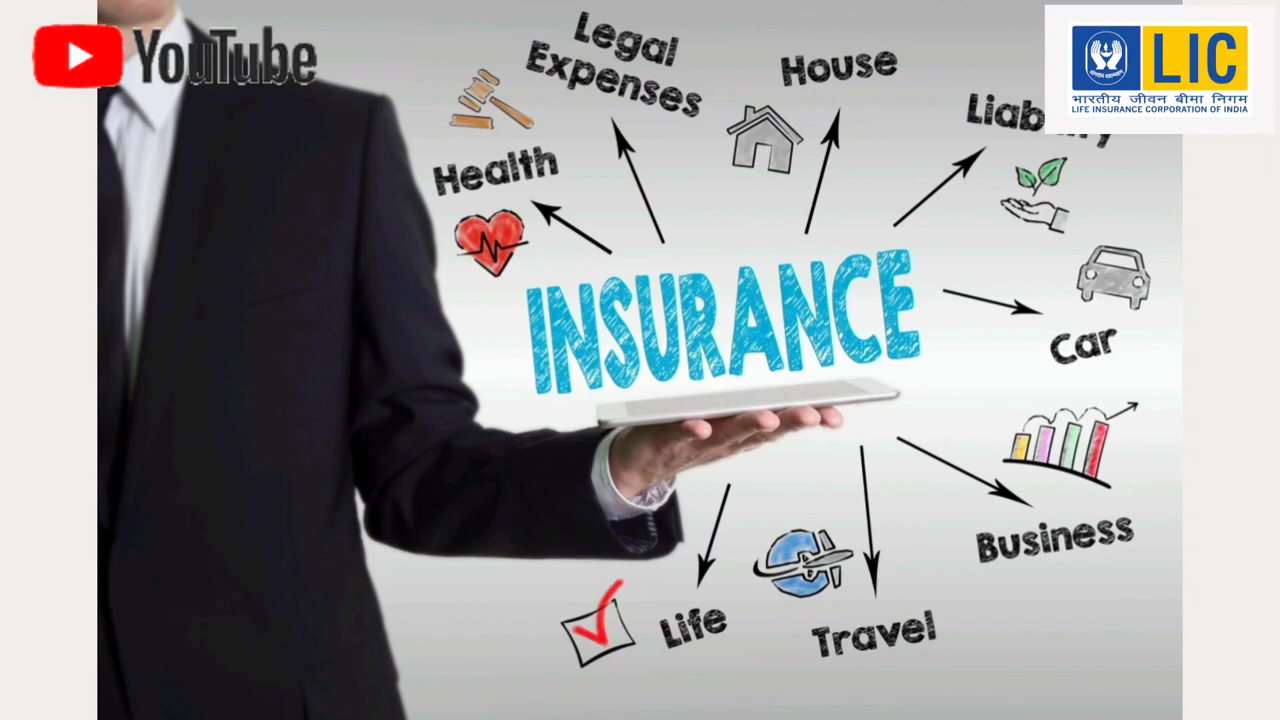 YouTube
LIC
भारतीय जीवन बीमा निगम
LIFE INSURANCE CORPORATION OF INDIA
Legal
Expenses
House
Health
INSURANCE
Car
Business
Life
Travel